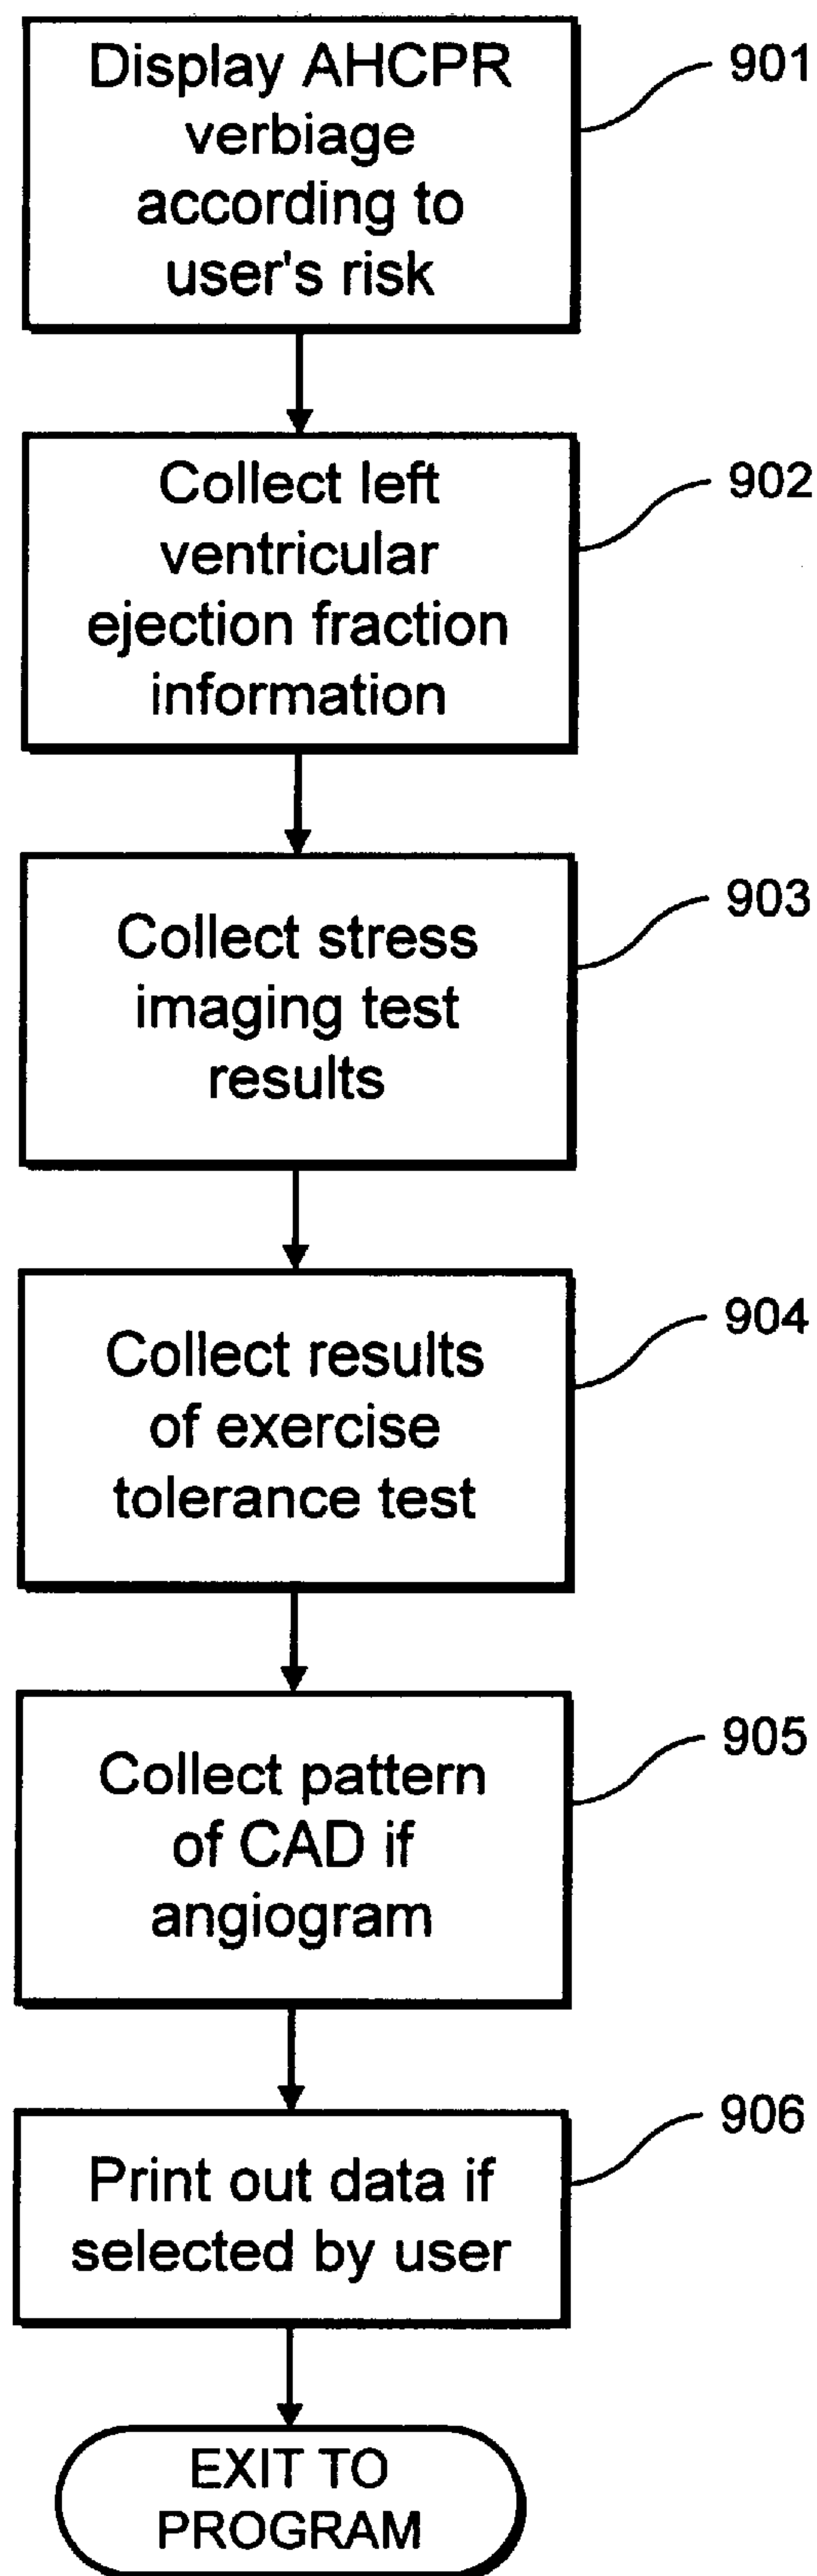 Display AHCPR
verbiage
according to
user's risk
901
Collect left
ventricular
ejection fraction
information
902
Collect stress
imaging test
results
903
Collect results
of exercise
tolerance test
904
Collect pattern
of CAD if
angiogram
905
Print out data if
selected by user
906
EXIT TO
PROGRAM